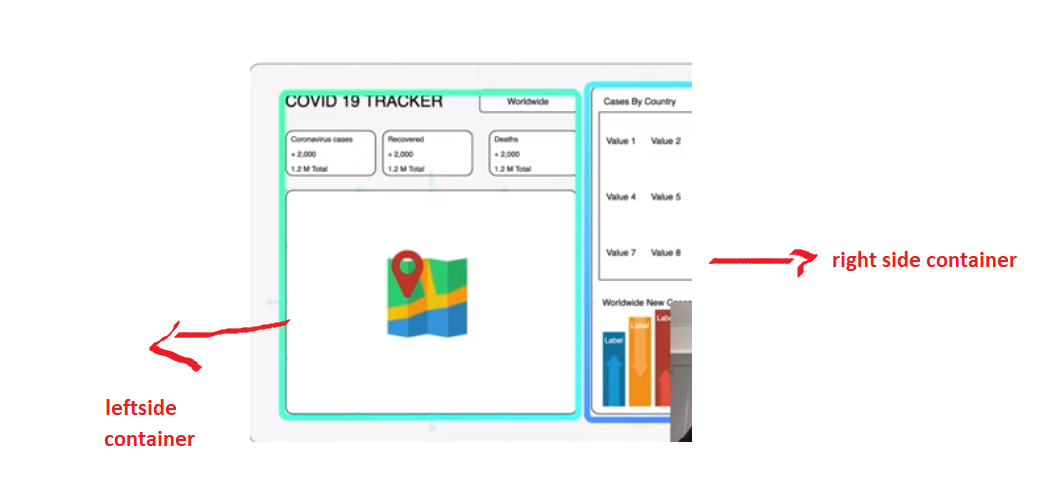 COVID 19 TRACKER
Worldwide
Coronavirus cases
+ 2,000
1.2 M Total
Recovered
+ 2,000
1.2 M Total
Deaths
+ 2,000
1.2 M Total
Cases By Country
Value 1 Value 2
Value 4 Value 5
Value 7 Value 8
Worldwide New
Label
Label
right side container
leftside
container